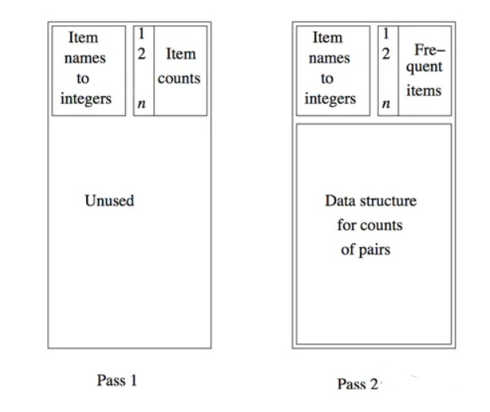 Item
names
to
integers
1
2
n
Item
counts
Unused
Pass 1
Item
names
to
integers
1
2
n
Fre–
quent
items
Data structure
for counts
of pairs
Pass 2